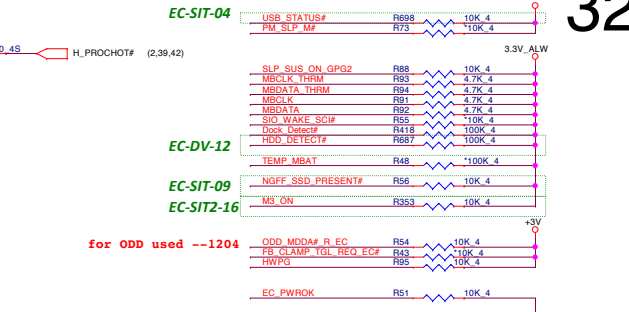 EC-SIT-04
USB_STATUS# R698 10K_4
32
PM_SLP_M# R73 *10K_4
0_4S H_PROCHOT# (2,39,42)
3.3V_ALW
SLP_SUS_ON_GPG2 R88 10K_4
MBCLK_THRM R93 4.7K_4
MBDATA_THRM R94 4.7K_4
MBCLK R91 4.7K_4
MBDATA R92 4.7K_4
SIO_WAKE_SCI# R55 *10K_4
Dock_Detect# R418 100K_4
EC-DV-12 HDD_DETECT# R687 100K_4
TEMP_MBAT R48 *100K_4
EC-SIT-09 NGFF_SSD_PRESENT# R56 10K_4
EC-SIT2-16 M3_ON R353 10K_4
+3V
for ODD used --1204 ODD_MDDA#_R_EC R54 10K_4
FB_CLAMP_TGL_REQ_EC# R43 *10K_4
HWPG R95 10K_4
EC_PWROK R51 10K_4